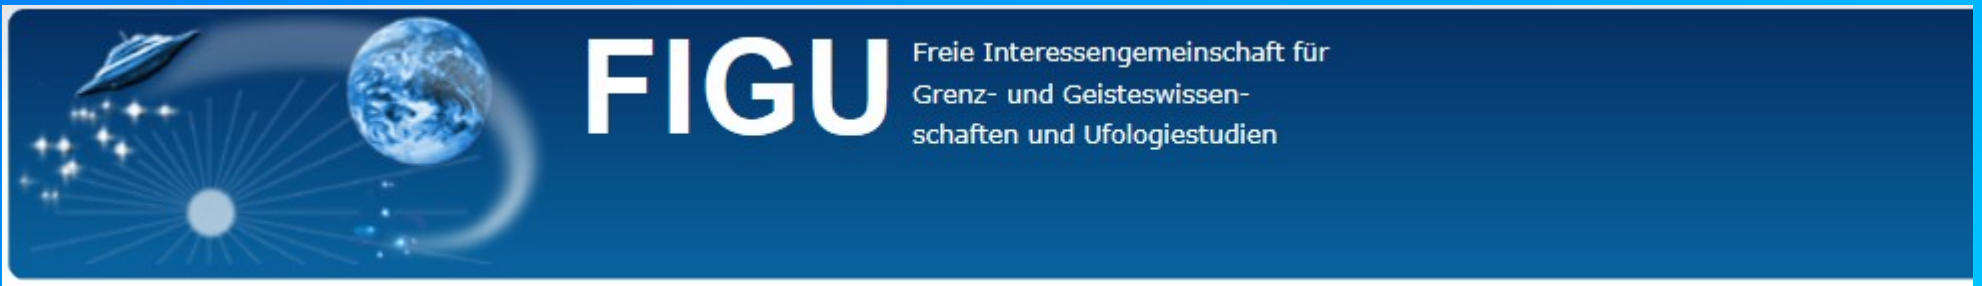 FIGU
Freie Interessengemeinschaft für
Grenz- und Geisteswissen-
schaften und Ufologiestudien